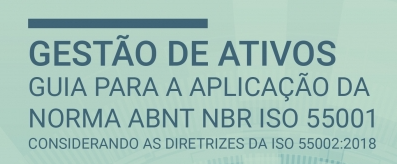 GESTÃO DE ATIVOS
GUIA PARA A APLICAÇÃO DA
NORMA ABNT NBR ISO 55001
CONSIDERANDO AS DIRETRIZES DA ISO 55002:2018